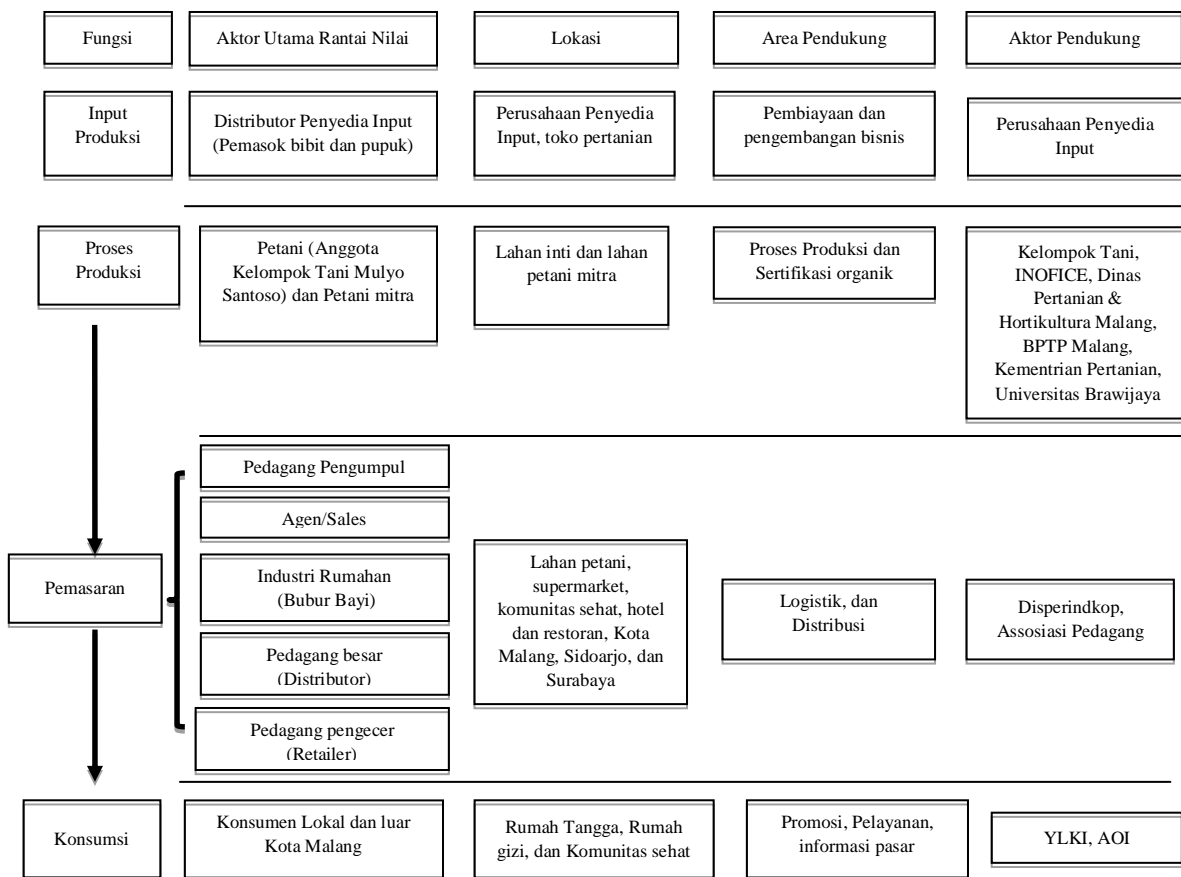 Fungsi
Aktor Utama Rantai Nilai
Lokasi
Area Pendukung
Aktor Pendukung
Input
Produksi
Distributor Penyedia Input
(Pemasok bibit dan pupuk)
Perusahaan Penyedia
Input, toko pertanian
Pembiayaan dan
pengembangan bisnis
Perusahaan Penyedia
Input
Proses
Produksi
Petani (Anggota
Kelompok Tani Mulyo
Santoso) dan Petani mitra
Lahan inti dan lahan
petani mitra
Proses Produksi dan
Sertifikasi organik
Kelompok Tani,
INOFICE, Dinas
Pertanian &
Hortikultura Malang,
BPTP Malang,
Kementrian Pertanian,
Universitas Brawijaya
Pemasaran
Pedagang Pengumpul
Agen/Sales
Industri Rumahan
(Bubur Bayi)
Pedagang besar
(Distributor)
Pedagang pengecer
(Retailer)
Lahan petani,
supermarket,
komunitas sehat, hotel
dan restoran, Kota
Malang, Sidoarjo, dan
Surabaya
Logistik, dan
Distribusi
Disperindkop,
Assosiasi Pedagang
Konsumsi
Konsumen Lokal dan luar
Kota Malang
Rumah Tangga, Rumah
gizi, dan Komunitas sehat
Promosi, Pelayanan,
informasi pasar
YLKI, AOI